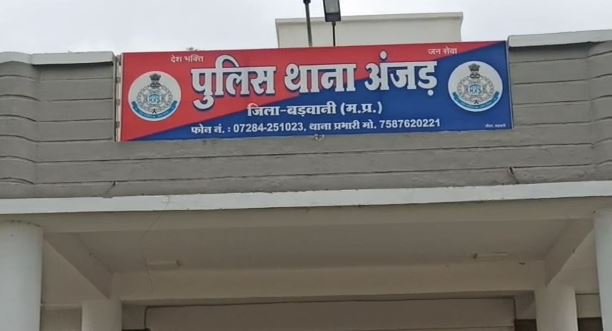 देश भक्ति
जन सेवा
पुलिस थाना अंजड़
जिला-बड़वानी (म.प्र.)
फोन नं. : 07284-251023, थाना प्रभारी मो. 7587620221